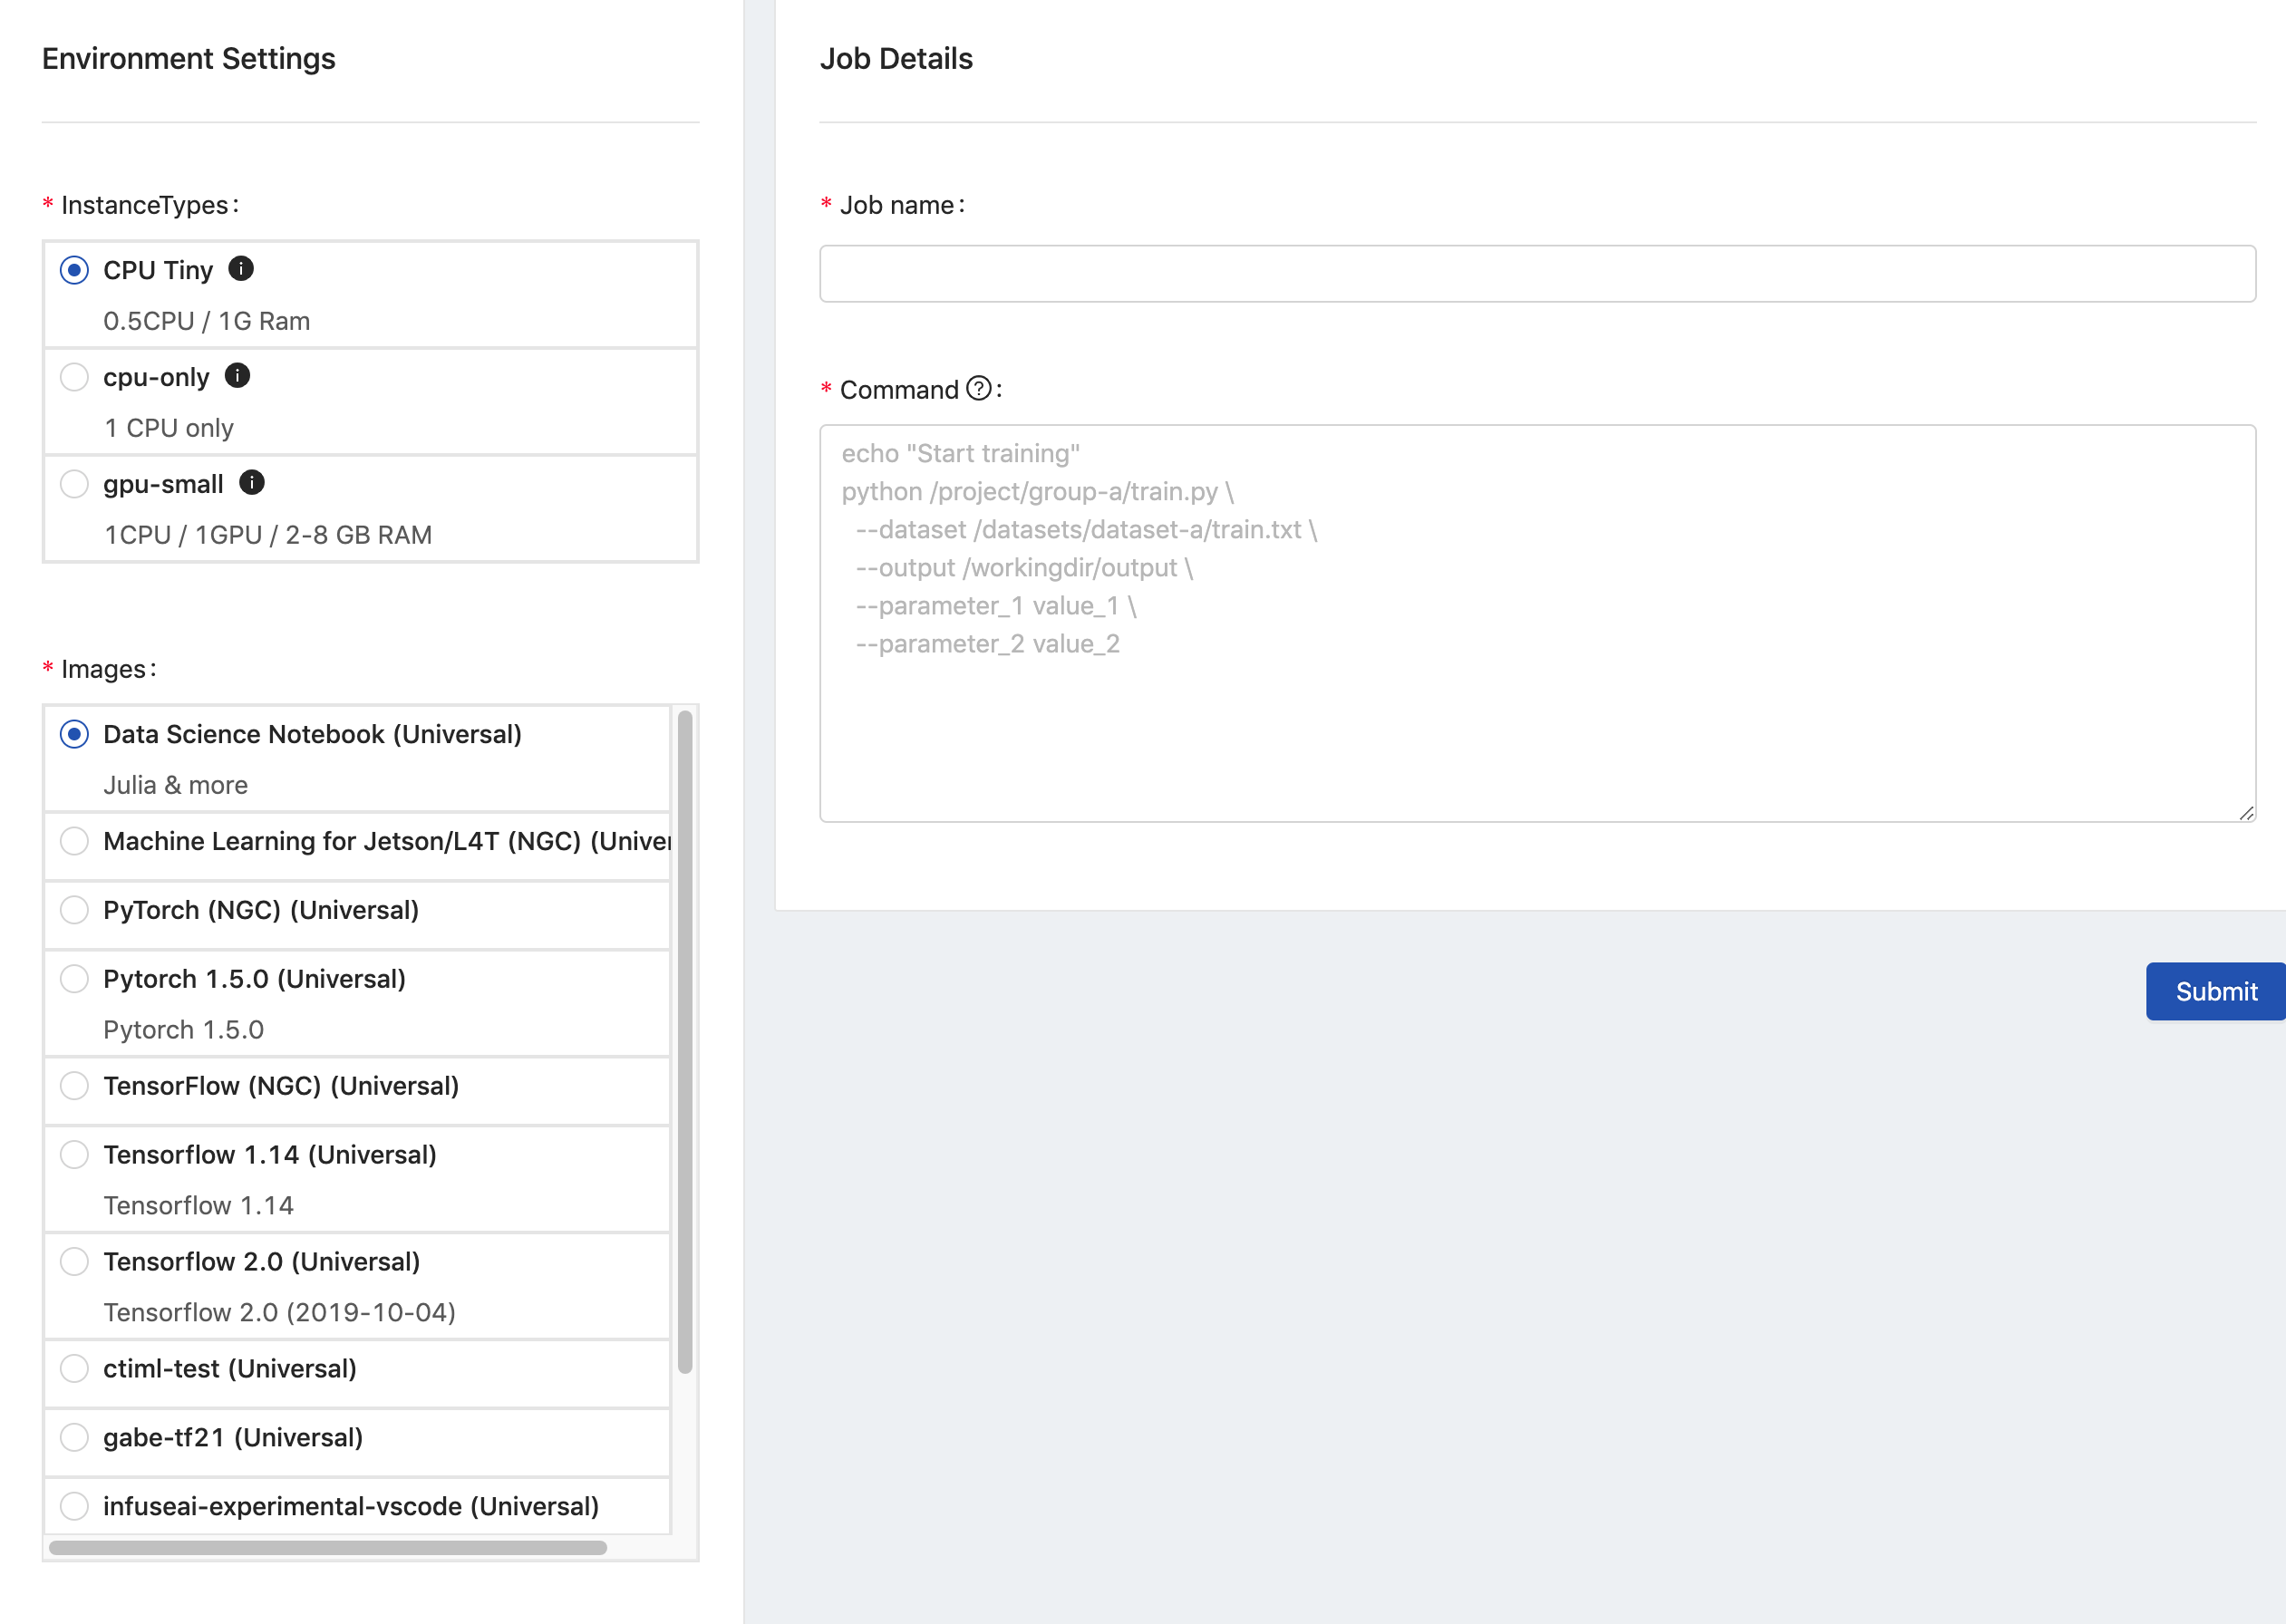 Environment Settings
* InstanceTypes:
CPU Tiny
0.5CPU / 1G Ram
cpu-only
1 CPU only
gpu-small
1CPU / 1GPU / 2-8 GB RAM
* Images:
Data Science Notebook (Universal)
Julia & more
Machine Learning for Jetson/L4T (NGC) (Univer
PyTorch (NGC) (Universal)
Pytorch 1.5.0 (Universal)
Pytorch 1.5.0
TensorFlow (NGC) (Universal)
Tensorflow 1.14 (Universal)
Tensorflow 1.14
Tensorflow 2.0 (Universal)
Tensorflow 2.0 (2019-10-04)
ctiml-test (Universal)
gabe-tf21 (Universal)
infuseai-experimental-vscode (Universal)
Job Details
* Job name:
* Command ?:
echo "Start training"
python /project/group-a/train.py \
--dataset /datasets/dataset-a/train.txt \
--output /workingdir/output \
--parameter_1 value_1 \
--parameter_2 value_2
Submit